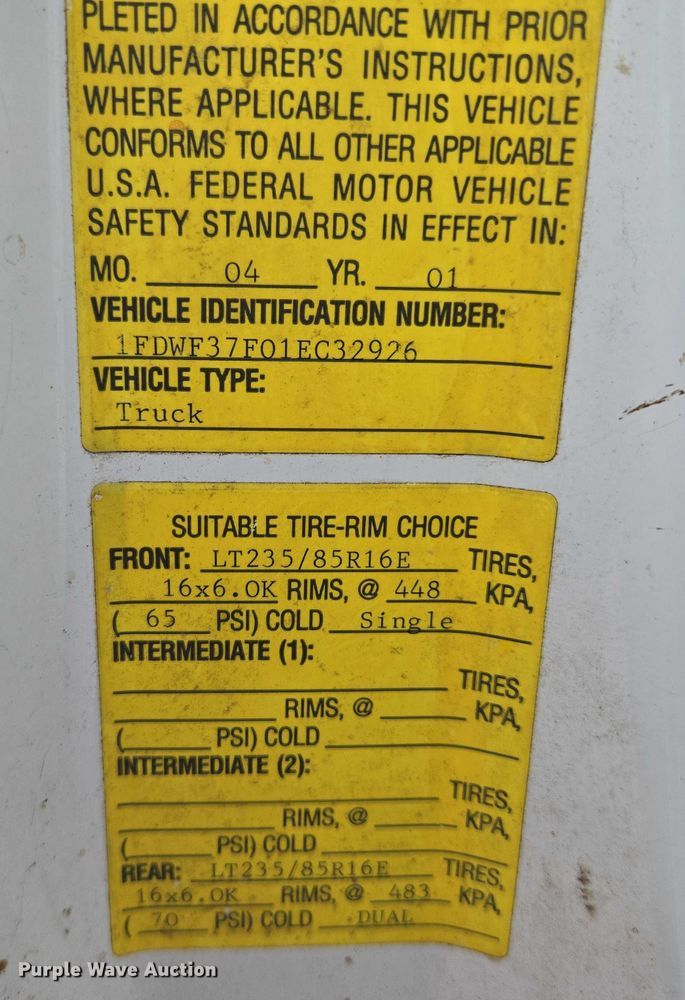 PLETED IN ACCORDANCE WITH PRIOR
MANUFACTURER'S INSTRUCTIONS,
WHERE APPLICABLE. THIS VEHICLE
CONFORMS TO ALL OTHER APPLICABLE
U.S.A. FEDERAL MOTOR VEHICLE
SAFETY STANDARDS IN EFFECT IN:
MO. 04 YR. 01
VEHICLE IDENTIFICATION NUMBER:
1FDWF37F01EC32926
VEHICLE TYPE:
Truck
SUITABLE TIRE-RIM CHOICE
FRONT: LT235/85R16E TIRES,
16x6.0K RIMS, @ 448 KPA,
( 65 PSI) COLD Single
INTERMEDIATE (1):
TIRES,
RIMS, @ KPA,
( PSI) COLD
INTERMEDIATE (2):
TIRES,
RIMS, @ KPA,
( PSI) COLD
REAR: LT235/85R16E TIRES,
16x6.0K RIMS, @ 483 KPA,
( 70 PSI) COLD DUAL
Purple Wave Auction